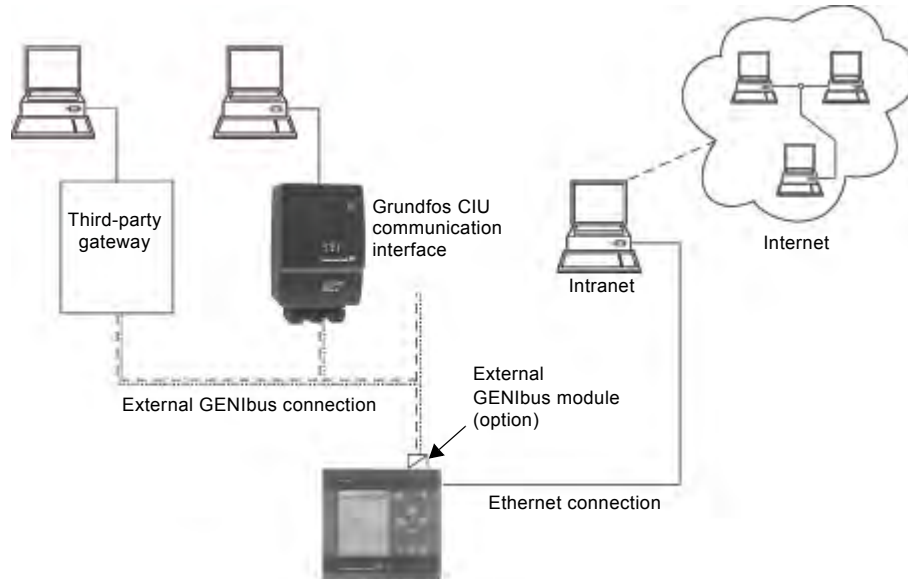 Third-party
gateway
Grundfos CIU
communication
interface
Internet
Intranet
External
GENIbus module
(option)
External GENIbus connection
Ethernet connection